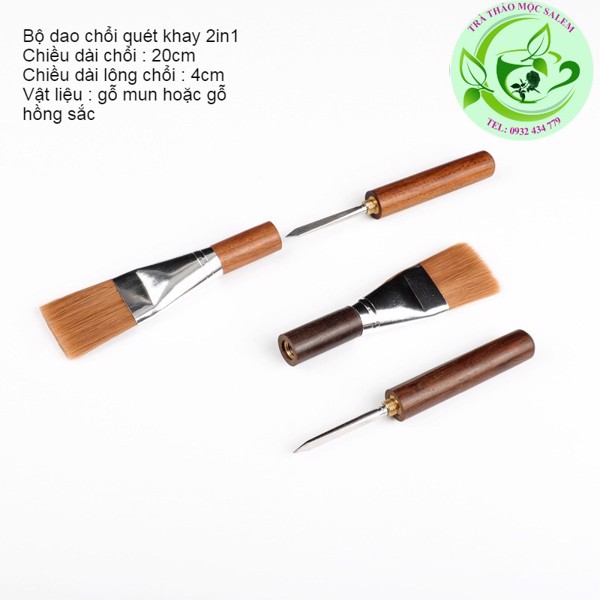 Bộ dao chổi quét khay 2in1
Chiều dài chổi : 20cm
Chiều dài lông chổi : 4cm
Vật liệu : gỗ mun hoặc gỗ
hồng sắc
TRÀ THẢO MỘC SALEM
TEL: 0932 434 779